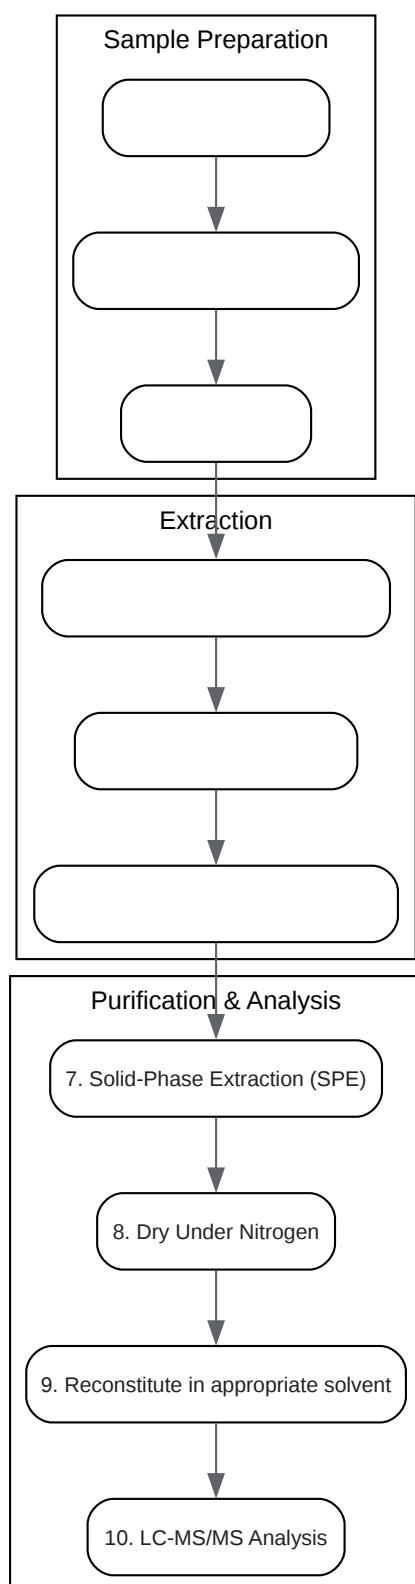 Sample Preparation
Extraction
Purification & Analysis
7. Solid-Phase Extraction (SPE)
8. Dry Under Nitrogen
9. Reconstitute in appropriate solvent
10. LC-MS/MS Analysis